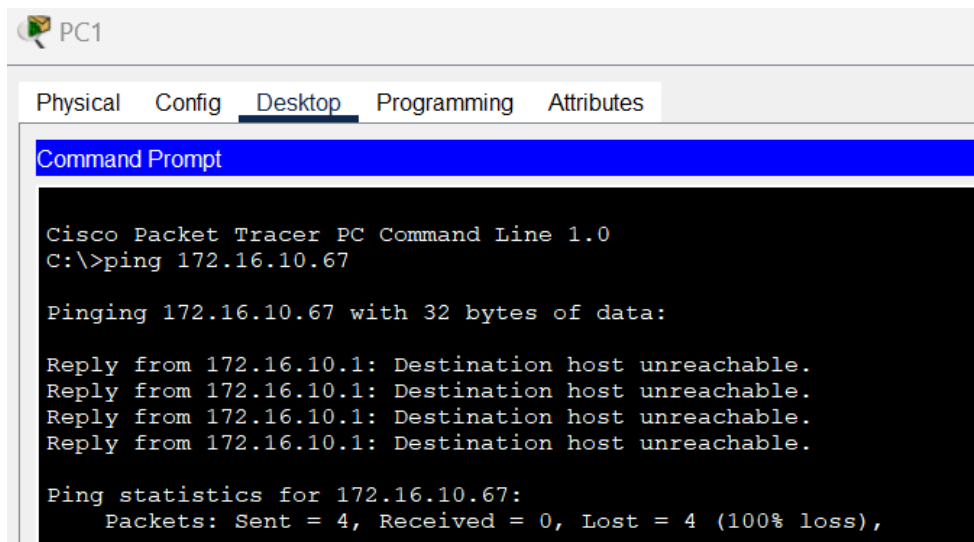 PC1
Physical Config Desktop Programming Attributes
Command Prompt
Cisco Packet Tracer PC Command Line 1.0
C:\>ping 172.16.10.67
Pinging 172.16.10.67 with 32 bytes of data:
Reply from 172.16.10.1: Destination host unreachable.
Reply from 172.16.10.1: Destination host unreachable.
Reply from 172.16.10.1: Destination host unreachable.
Reply from 172.16.10.1: Destination host unreachable.
Ping statistics for 172.16.10.67:
Packets: Sent = 4, Received = 0, Lost = 4 (100% loss),